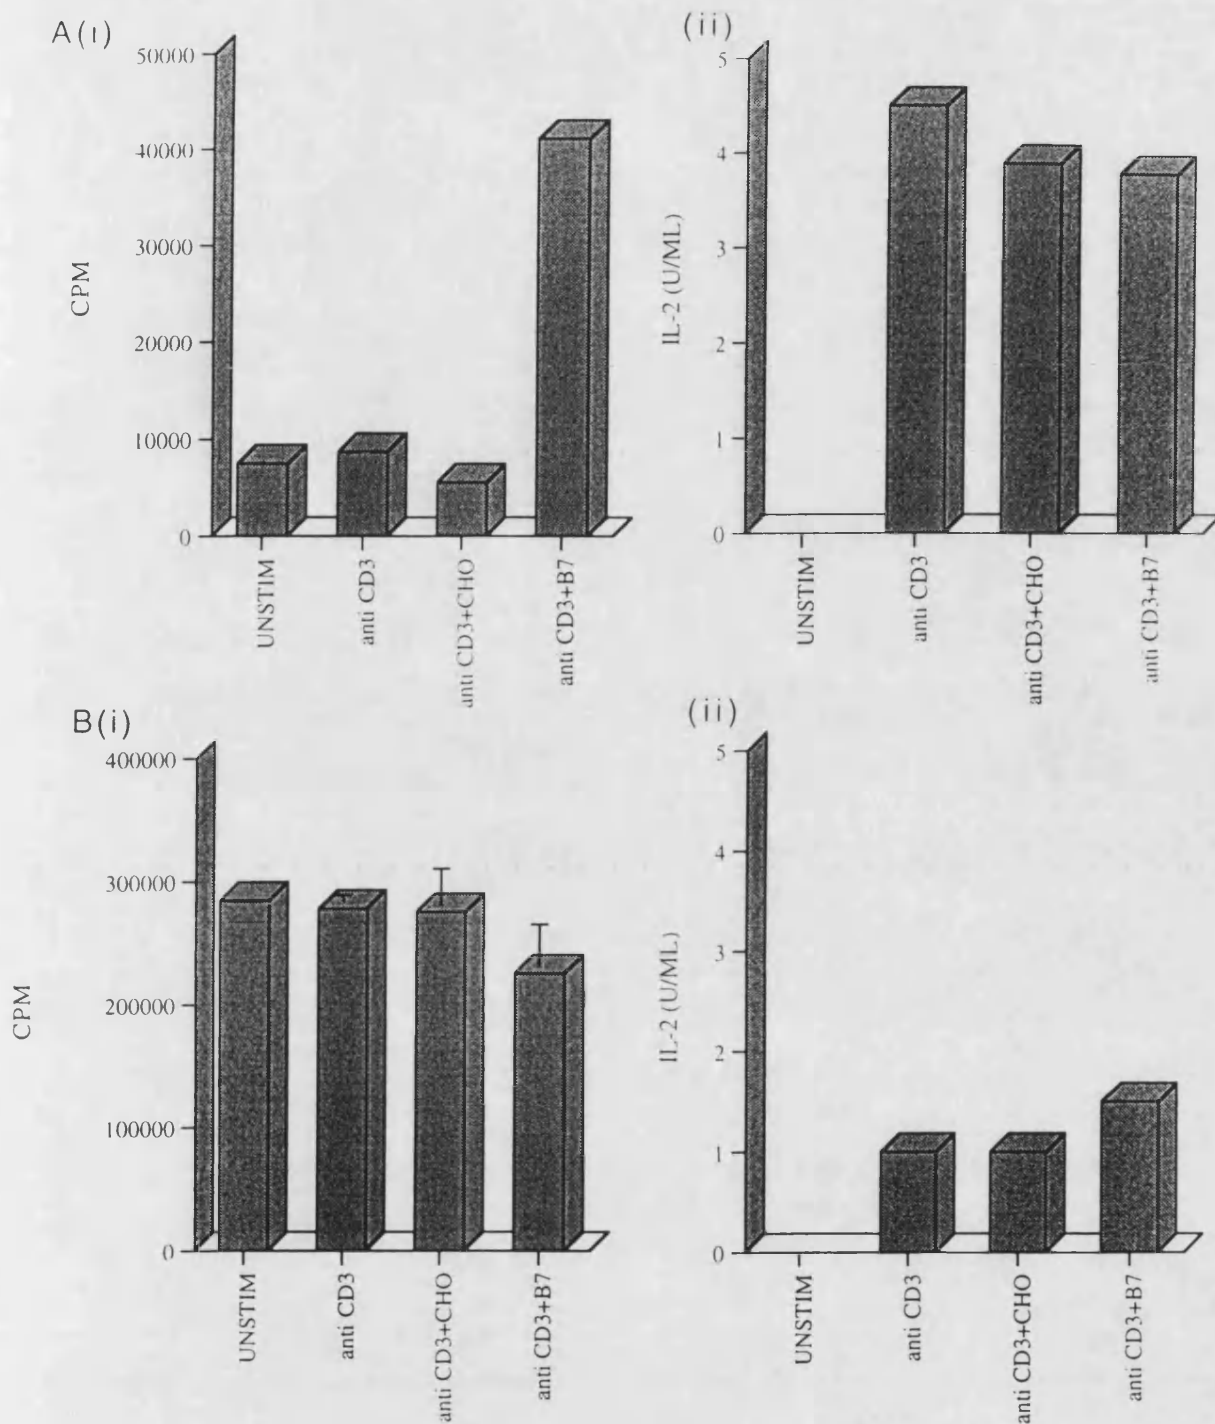 A(i)
50000
40000
30000
20000
10000
0
CPM
UNSTIM
anti CD3
anti CD3+CHO
anti CD3+B7
(ii)
5
4
3
2
1
0
IL-2 (U/ML)
UNSTIM
anti CD3
anti CD3+CHO
anti CD3+B7
B(i)
400000
300000
200000
100000
0
CPM
UNSTIM
anti CD3
anti CD3+CHO
anti CD3+B7
(ii)
5
4
3
2
1
0
IL-2 (U/ML)
UNSTIM
anti CD3
anti CD3+CHO
anti CD3+B7